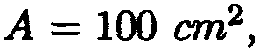 A = 100 cm²,